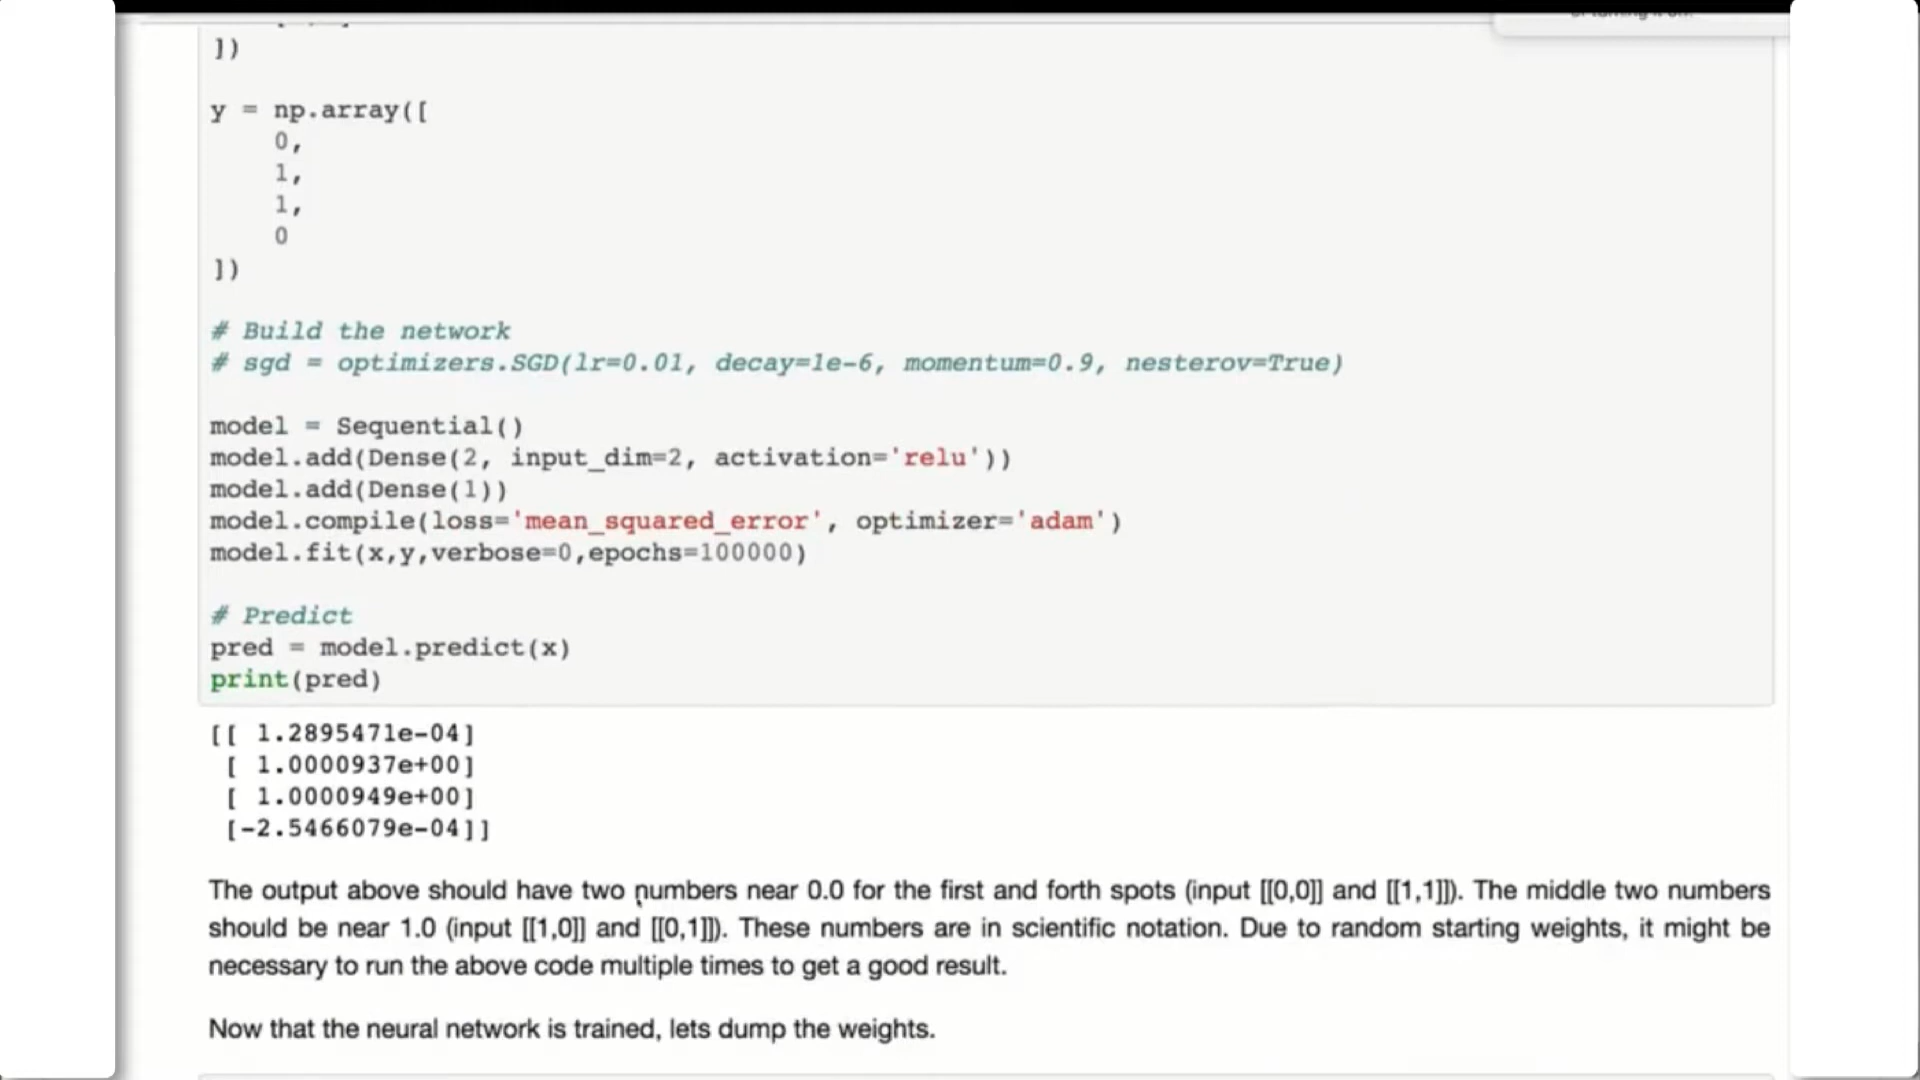 ])
y = np.array([
0,
1,
1,
0
])
# Build the network
# sgd = optimizers.SGD(lr=0.01, decay=1e-6, momentum=0.9, nesterov=True)
model = Sequential()
model.add(Dense(2, input_dim=2, activation='relu'))
model.add(Dense(1))
model.compile(loss='mean_squared_error', optimizer='adam')
model.fit(x,y,verbose=0,epochs=100000)
# Predict
pred = model.predict(x)
print(pred)
[[ 1.2895471e-04]
[ 1.0000937e+00]
[ 1.0000949e+00]
[-2.5466079e-04]]
The output above should have two numbers near 0.0 for the first and forth spots (input [[0,0]] and [[1,1]]). The middle two numbers
should be near 1.0 (input [[1,0]] and [[0,1]]). These numbers are in scientific notation. Due to random starting weights, it might be
necessary to run the above code multiple times to get a good result.
Now that the neural network is trained, lets dump the weights.